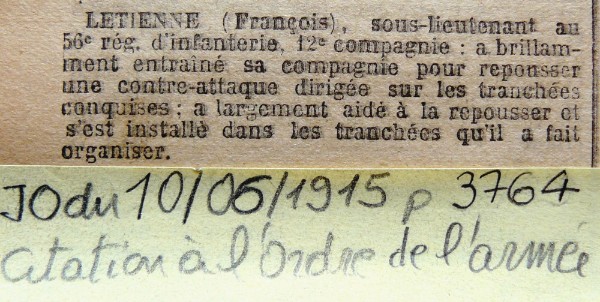 LETIENNE (François), sous-lieutenant au
56e rég. d'infanterie, 12e compagnie : a brillam-
ment entraîné sa compagnie pour repousser
une contre-attaque dirigée sur les tranchées
conquises ; a largement aidé à la repousser et
s'est installé dans les tranchées qu'il a fait
organiser.
JO du 10/06/1915 p 3764
Citation à l'Ordre de l'armée